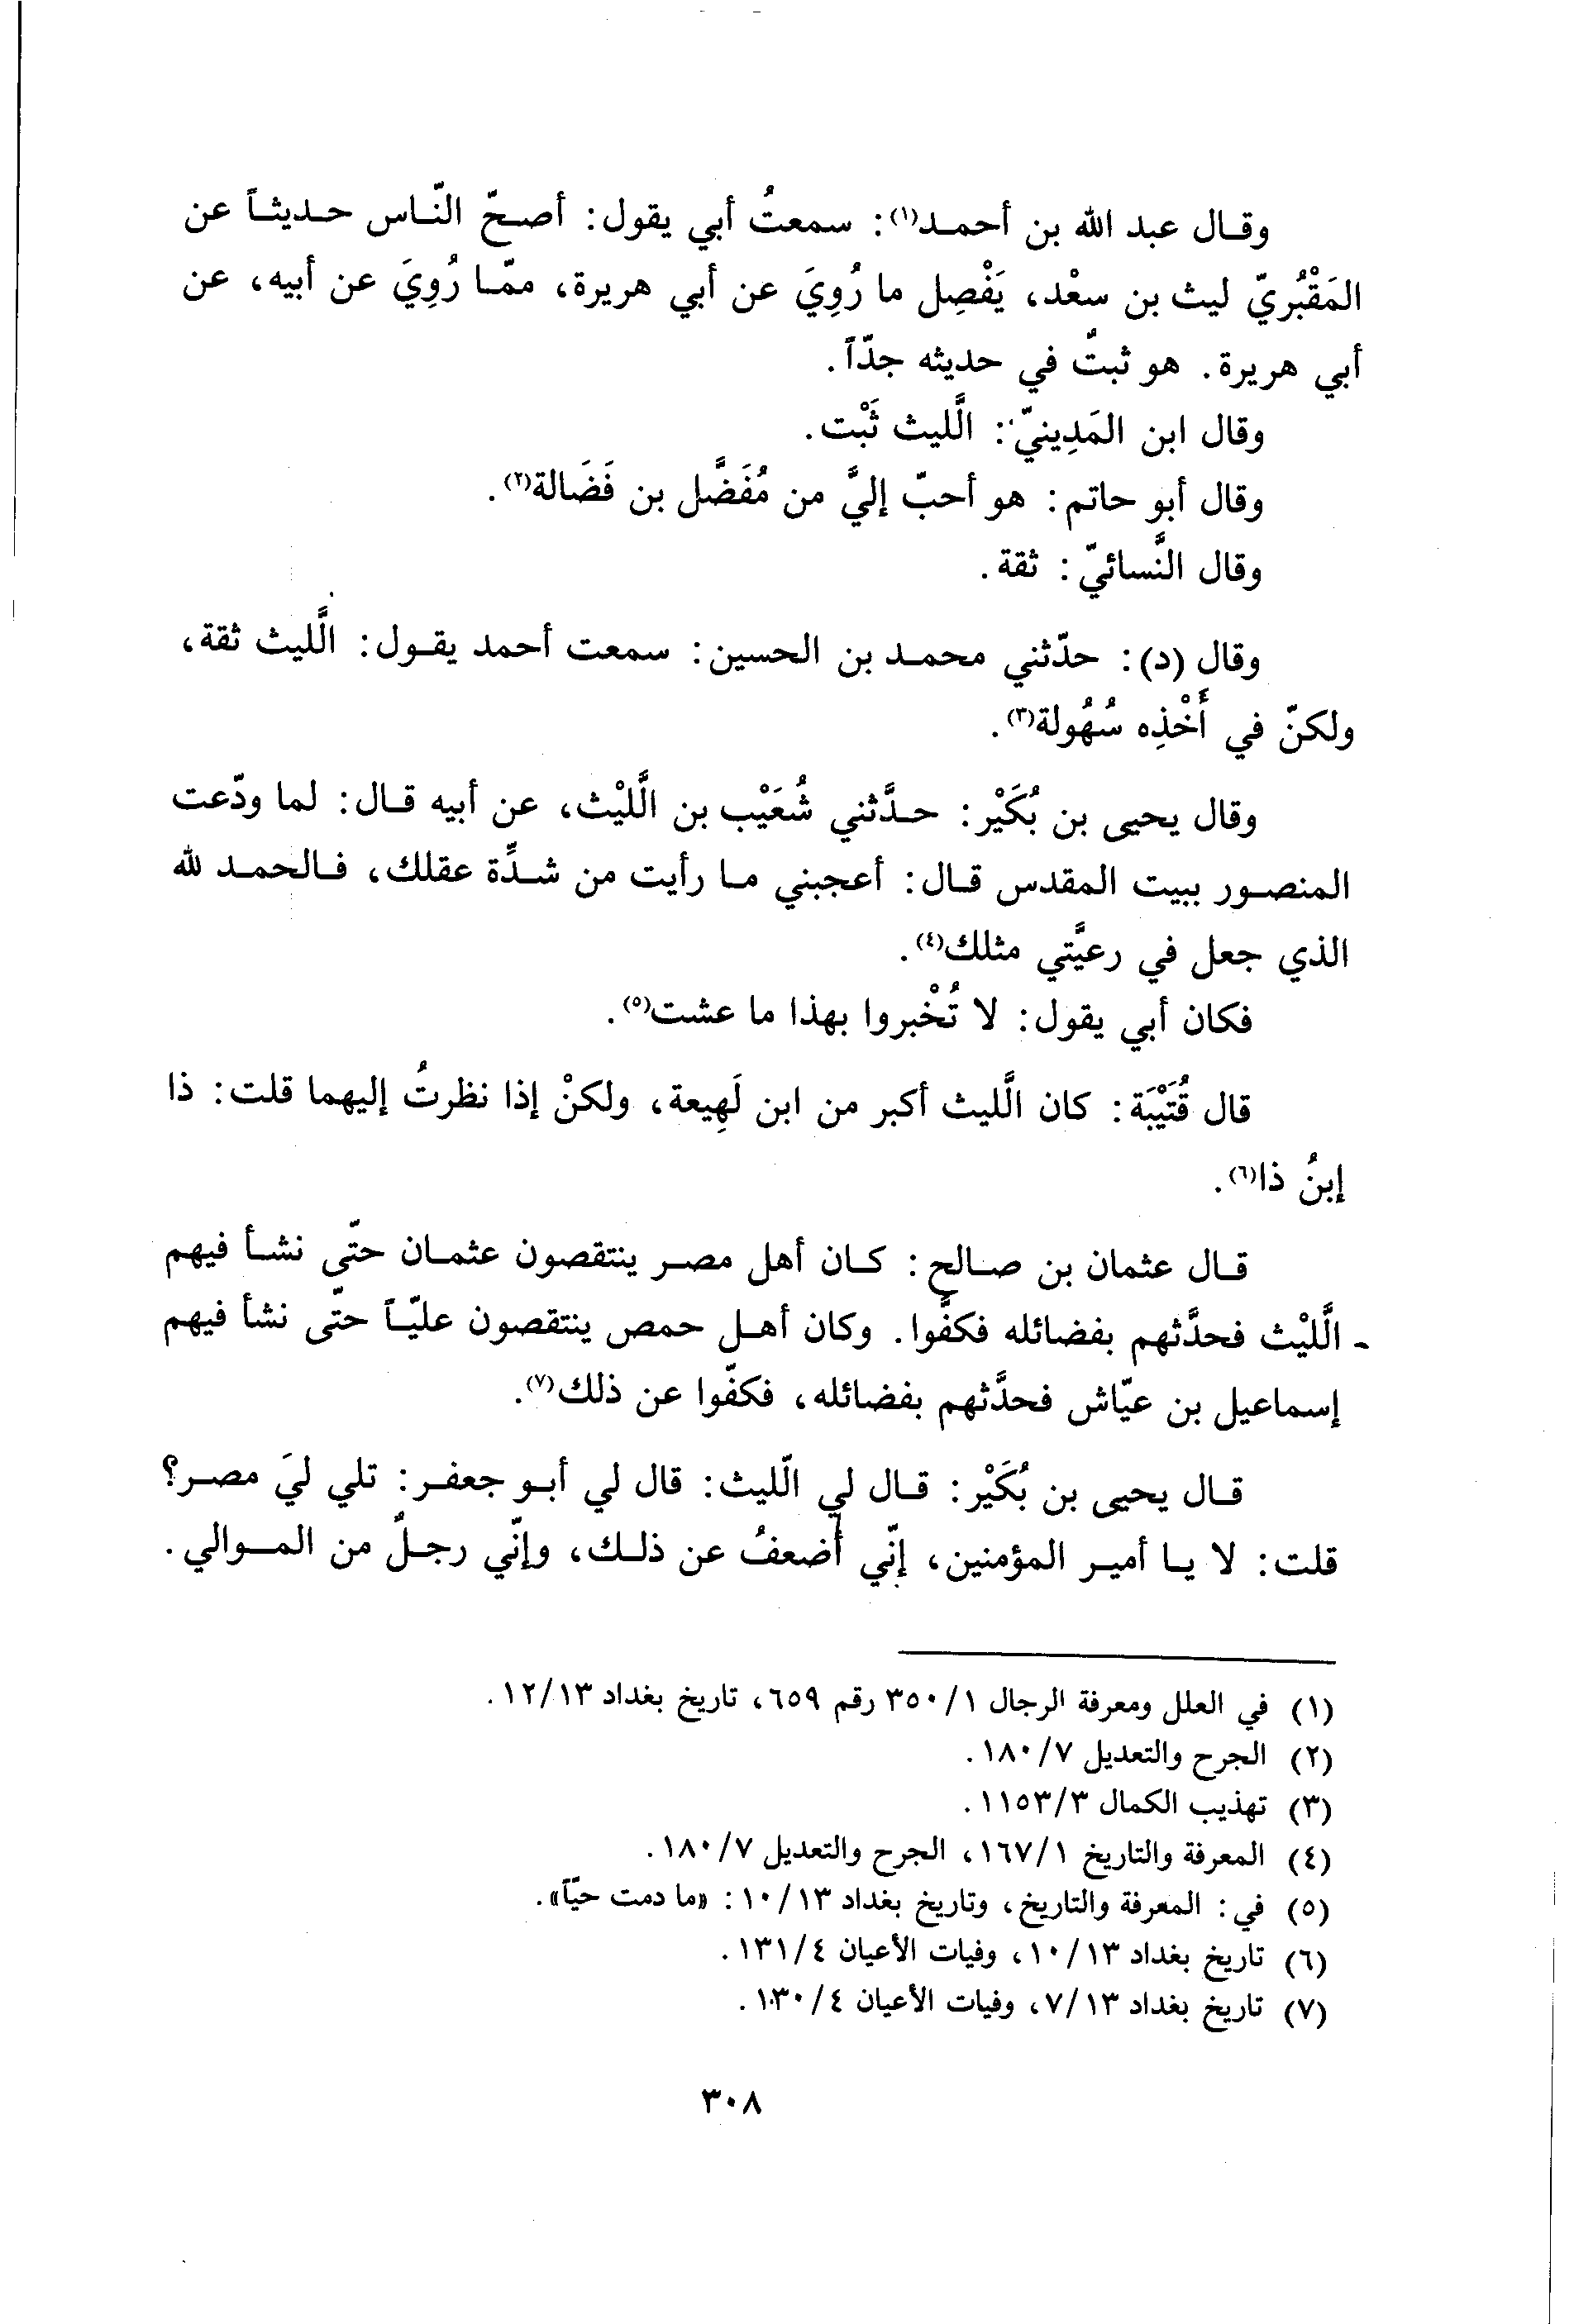 وقال عبد الله بن أحمد(١): سمعتُ أبي يقول: أصحّ النّاس حديثاً عن
المَقْبُريّ ليث بن سعْد، يَفْصِل ما رُوِيَ عن أبي هريرة، ممّا رُوِيَ عن أبيه، عن
أبي هريرة. هو ثبتٌ في حديثه جدّاً.
وقال ابن المَدِينيّ: الَّليث ثَبْت.
وقال أبو حاتم: هو أحبّ إليَّ من مُفَضَّل بن فَضَالة(٢).
وقال النَّسائيّ: ثقة.
وقال (د): حدّثني محمد بن الحسين: سمعت أحمد يقول: الَّليث ثقة،
ولكنّ في أَخْذِه سُهُولة(٣).
وقال يحيى بن بُكَيْر: حدَّثني شُعَيْب بن الَّليْث، عن أبيه قال: لما ودّعت
المنصور ببيت المقدس قال: أعجبني ما رأيت من شدَّة عقلك، فالحمد لله
الذي جعل في رعيَّتي مثلك(٤).
فكان أبي يقول: لا تُخْبروا بهذا ما عشت(٥).
قال قُتَيْبَة: كان الَّليث أكبر من ابن لَهِيعة، ولكنْ إذا نظرتُ إليهما قلت: ذا
إبنُ ذا(٦).
قال عثمان بن صالح: كان أهل مصر ينتقصون عثمان حتّى نشأ فيهم
ـ الَّليْث فحدَّثهم بفضائله فكفَّوا. وكان أهل حمص ينتقصون عليّاً حتّى نشأ فيهم
إسماعيل بن عيّاش فحدَّثهم بفضائله، فكفّوا عن ذلك(٧).
قال يحيى بن بُكَيْر: قال لي الّليث: قال لي أبو جعفر: تلي ليَ مصر؟
قلت: لا يا أمير المؤمنين، إنّي أضعفُ عن ذلك، وإنّي رجلٌ من الموالي.
(١) في العلل ومعرفة الرجال ١/ ٣٥٠ رقم ٦٥٩، تاريخ بغداد ١٣/ ١٢.
(٢) الجرح والتعديل ٧/ ١٨٠.
(٣) تهذيب الكمال ٣/ ١١٥٣.
(٤) المعرفة والتاريخ ١/ ١٦٧، الجرح والتعديل ٧/ ١٨٠.
(٥) في: المعرفة والتاريخ، وتاريخ بغداد ١٣/ ١٠: «ما دمت حيّاً».
(٦) تاريخ بغداد ١٣/ ١٠، وفيات الأعيان ٤/ ١٣١.
(٧) تاريخ بغداد ١٣/ ٧، وفيات الأعيان ٤/ ١٣٠.
٣٠٨